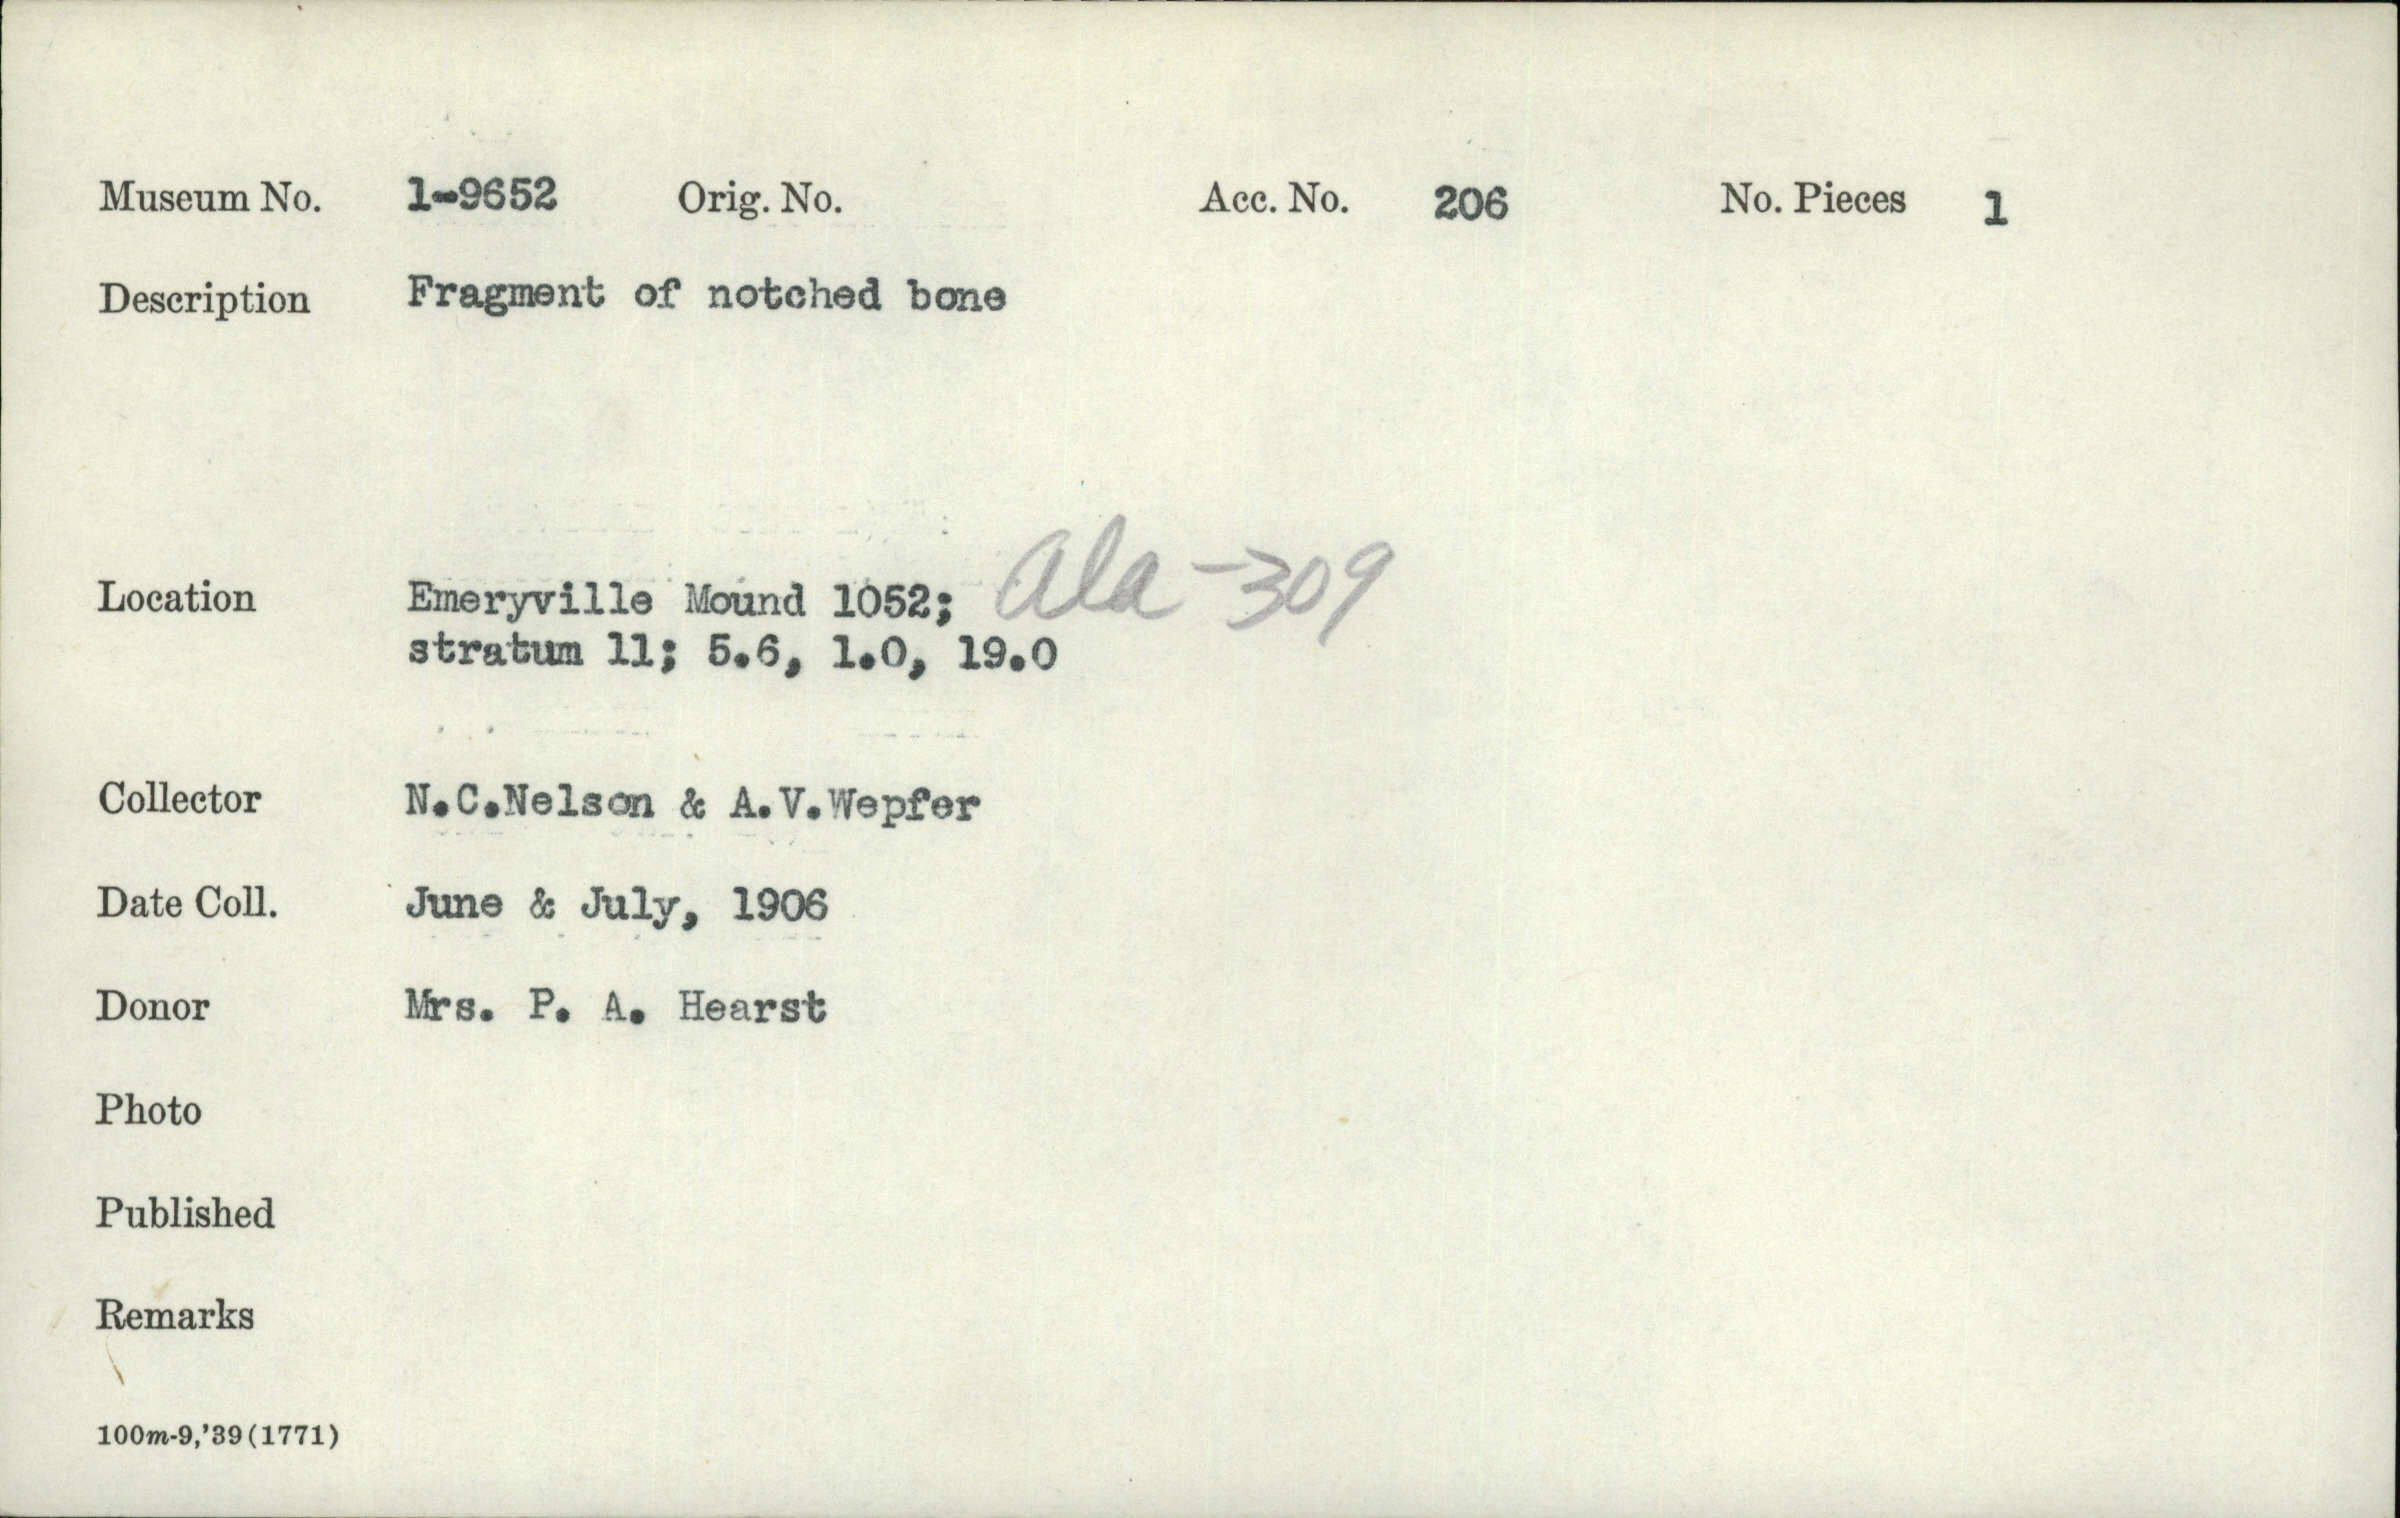 Museum No. 1-9652 Orig. No. Acc. No. 206 No. Pieces 1
Description Fragment of notched bone
Location Emeryville Mound 1052; Ala-309
stratum 11; 5.6, 1.0, 19.0
Collector N.C.Nelson & A.V.Wepfer
Date Coll. June & July, 1906
Donor Mrs. P. A. Hearst
Photo
Published
Remarks
100m-9,'39(1771)